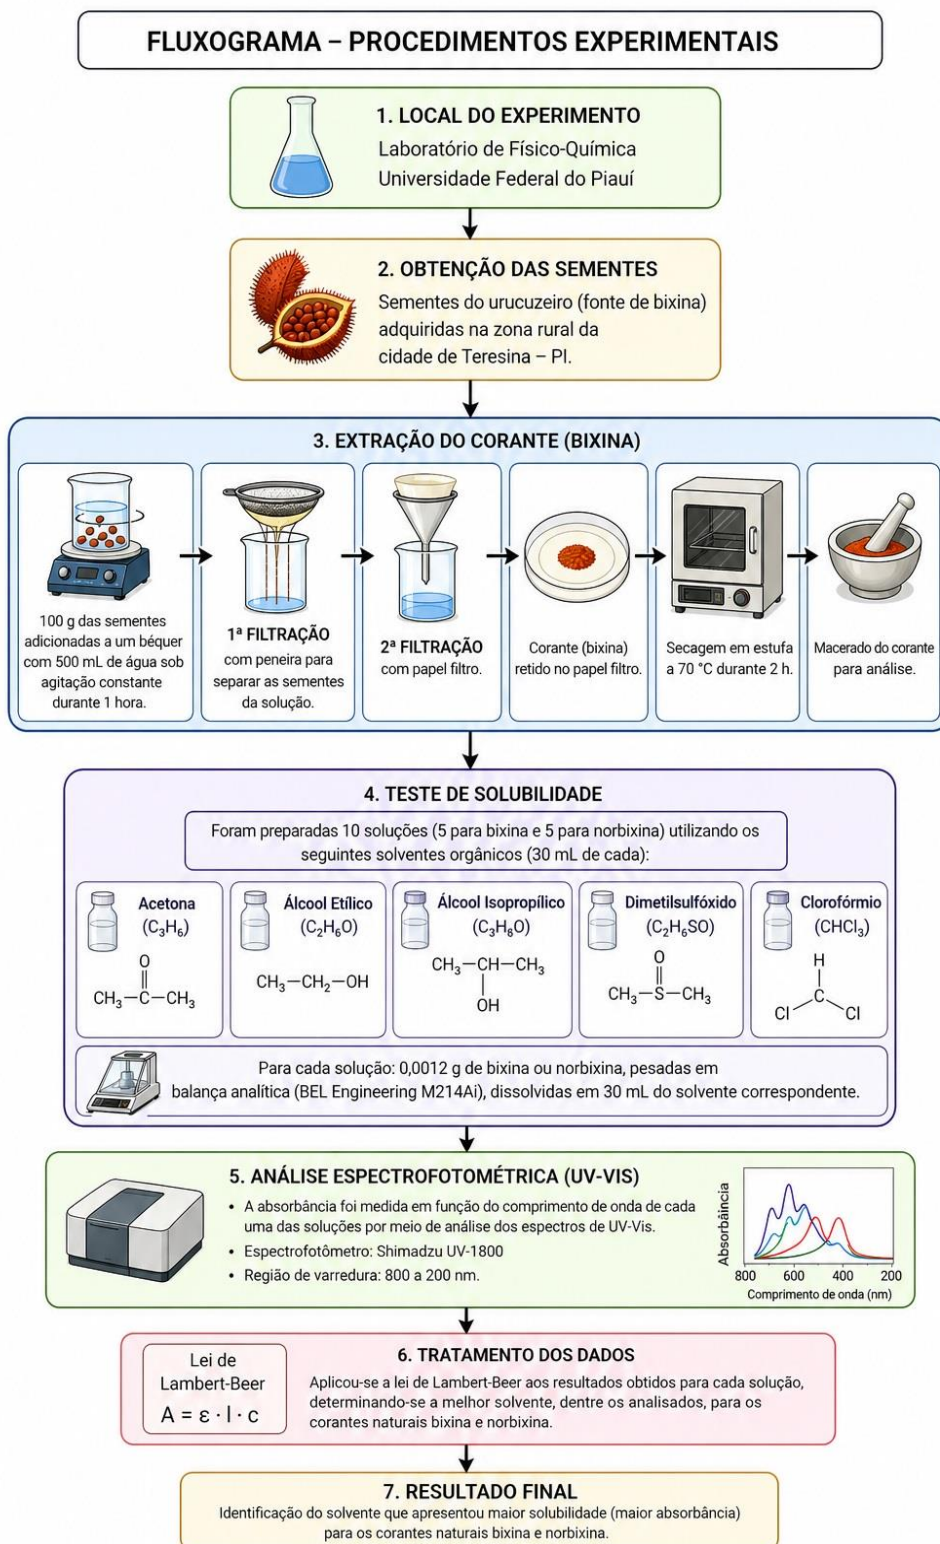 FLUXOGRAMA – PROCEDIMENTOS EXPERIMENTAIS
1. LOCAL DO EXPERIMENTO
Laboratório de Físico-Química
Universidade Federal do Piauí
2. OBTENÇÃO DAS SEMENTES
Sementes do urucuzeiro (fonte de bixina)
adquiridas na zona rural da
cidade de Teresina – PI.
3. EXTRAÇÃO DO CORANTE (BIXINA)
100 g das sementes
adicionadas a um béquer
com 500 mL de água sob
agitação constante
durante 1 hora.
1ª FILTRAÇÃO
com peneira para
separar as sementes
da solução.
2ª FILTRAÇÃO
com papel filtro.
Corante (bixina)
retido no papel filtro.
Secagem em estufa
a 70 °C durante 2 h.
Macerado do corante
para análise.
4. TESTE DE SOLUBILIDADE
Foram preparadas 10 soluções (5 para bixina e 5 para norbixina) utilizando os
seguintes solventes orgânicos (30 mL de cada):
Acetona
(C₃H₆)
O
CH₃–C–CH₃
Álcool Etílico
(C₂H₆O)
CH₃–CH₂–OH
Álcool Isopropílico
(C₃H₈O)
CH₃–CH–CH₃
OH
Dimetilsulfóxido
(C₂H₆SO)
O
CH₃–S–CH₃
Clorofórmio
(CHCl₃)
H
C
Cl Cl
Para cada solução: 0,0012 g de bixina ou norbixina, pesadas em
balança analítica (BEL Engineering M214Ai), dissolvidas em 30 mL do solvente correspondente.
5. ANÁLISE ESPECTROFOTOMÉTRICA (UV-VIS)
• A absorbância foi medida em função do comprimento de onda de cada
uma das soluções por meio de análise dos espectros de UV-Vis.
• Espectrofotômetro: Shimadzu UV-1800
• Região de varredura: 800 a 200 nm.
Absorbâincia
800 600 400 200
Comprimento de onda (nm)
Lei de
Lambert-Beer
A = ε · l · c
6. TRATAMENTO DOS DADOS
Aplicou-se a lei de Lambert-Beer aos resultados obtidos para cada solução,
determinando-se a melhor solvente, dentre os analisados, para os
corantes naturais bixina e norbixina.
7. RESULTADO FINAL
Identificação do solvente que apresentou maior solubilidade (maior absorbância)
para os corantes naturais bixina e norbixina.